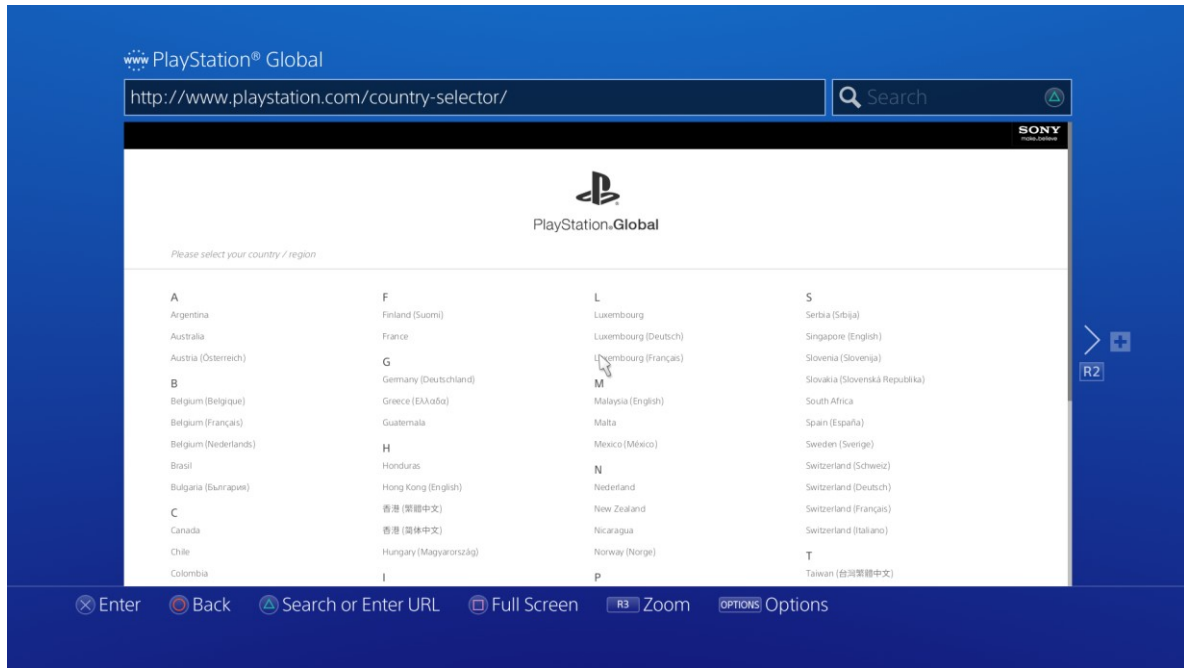 www PlayStation® Global
http://www.playstation.com/country-selector/
Search
SONY
make.believe
PlayStation®Global
Please select your country / region
A
Argentina
Australia
Austria (Österreich)
B
Belgium (Belgique)
Belgium (Français)
Belgium (Nederlands)
Brasil
Bulgaria (България)
C
Canada
Chile
Colombia
F
Finland (Suomi)
France
G
Germany (Deutschland)
Greece (Ελλαδα)
Guatemala
H
Honduras
Hong Kong (English)
香港 (繁體中文)
香港 (简体中文)
Hungary (Magyarország)
I
L
Luxembourg
Luxembourg (Deutsch)
Luxembourg (Français)
M
Malaysia (English)
Malta
Mexico (México)
N
Nederland
New Zealand
Nicaragua
Norway (Norge)
P
S
Serbia (Srbija)
Singapore (English)
Slovenia (Slovenija)
Slovakia (Slovenská Republika)
South Africa
Spain (España)
Sweden (Sverige)
Switzerland (Schweiz)
Switzerland (Deutsch)
Switzerland (Français)
Switzerland (Italiano)
T
Taiwan (台灣繁體中文)
R2
Enter Back Search or Enter URL Full Screen R3 Zoom OPTIONS Options